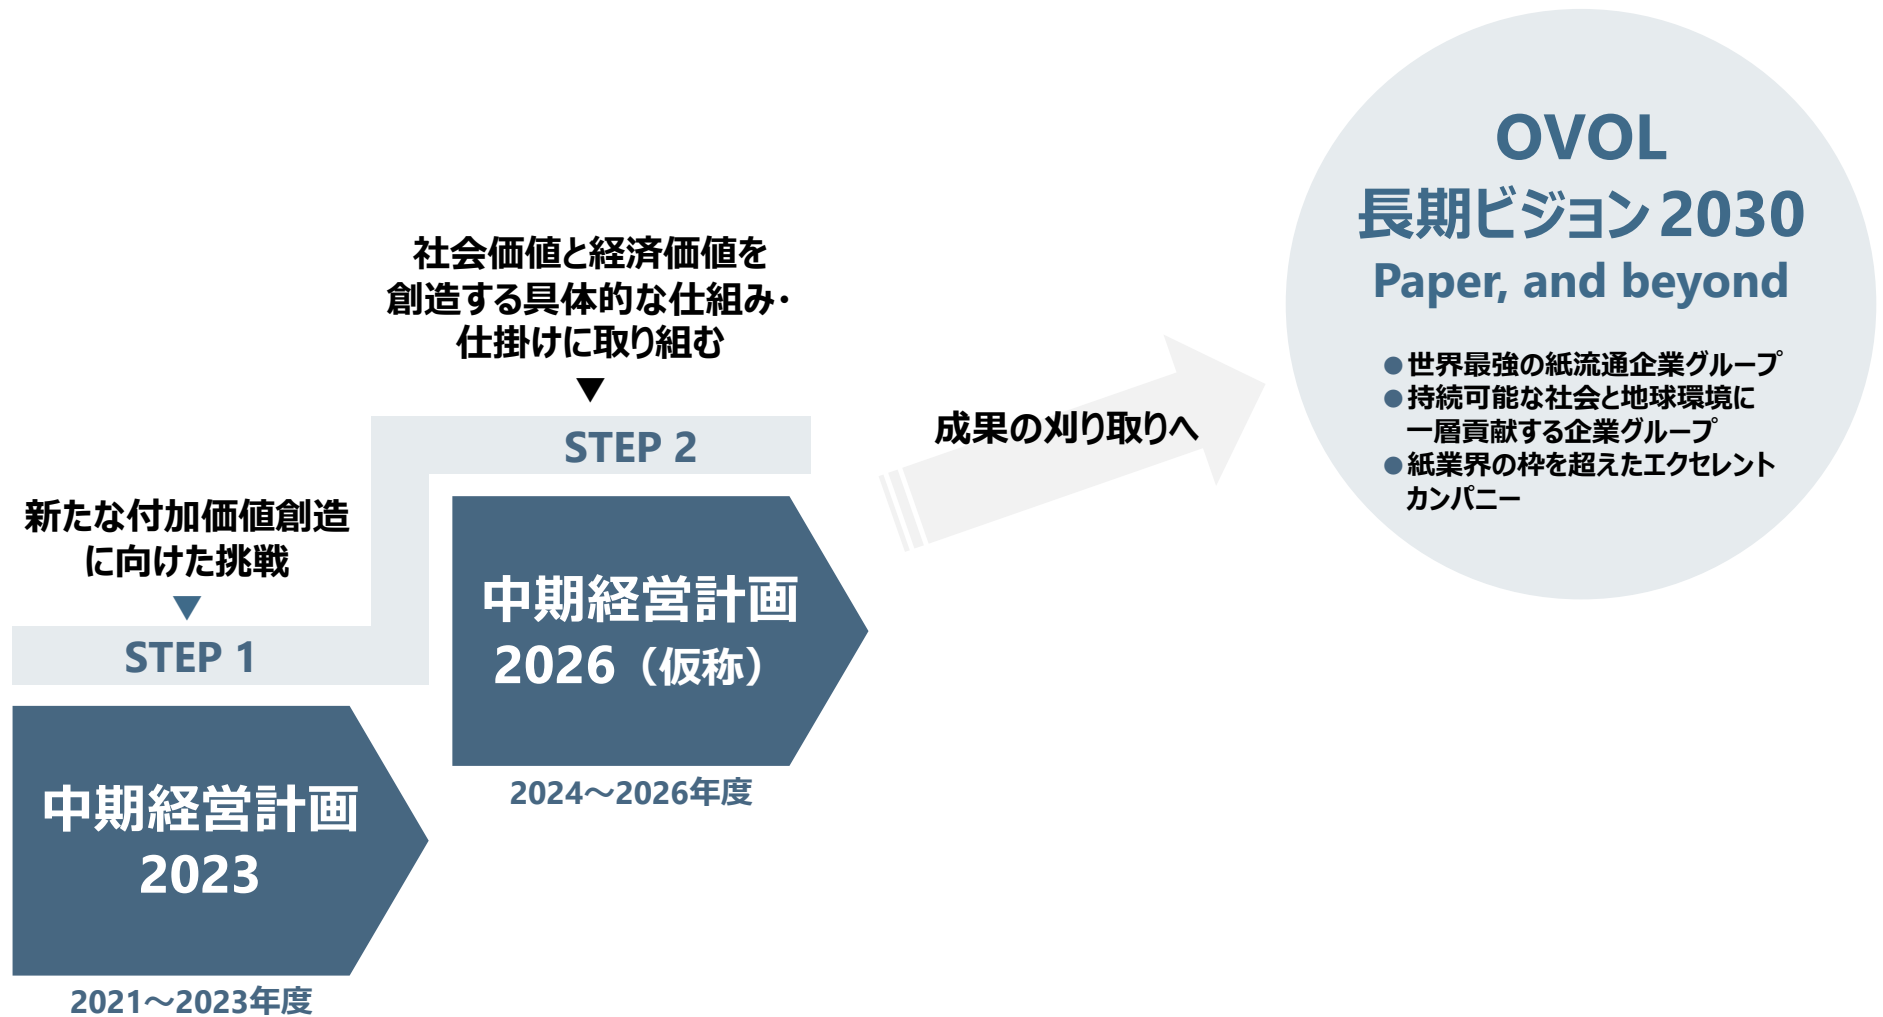 新たな付加価値創造
に向けた挑戦
STEP 1
中期経営計画
2023
2021～2023年度
社会価値と経済価値を
創造する具体的な仕組み・
仕掛けに取り組む
STEP 2
中期経営計画
2026（仮称）
2024～2026年度
成果の刈り取りへ
OVOL
長期ビジョン2030
Paper, and beyond
●世界最強の紙流通企業グループ
●持続可能な社会と地球環境に
一層貢献する企業グループ
●紙業界の枠を超えたエクセレント
カンパニー